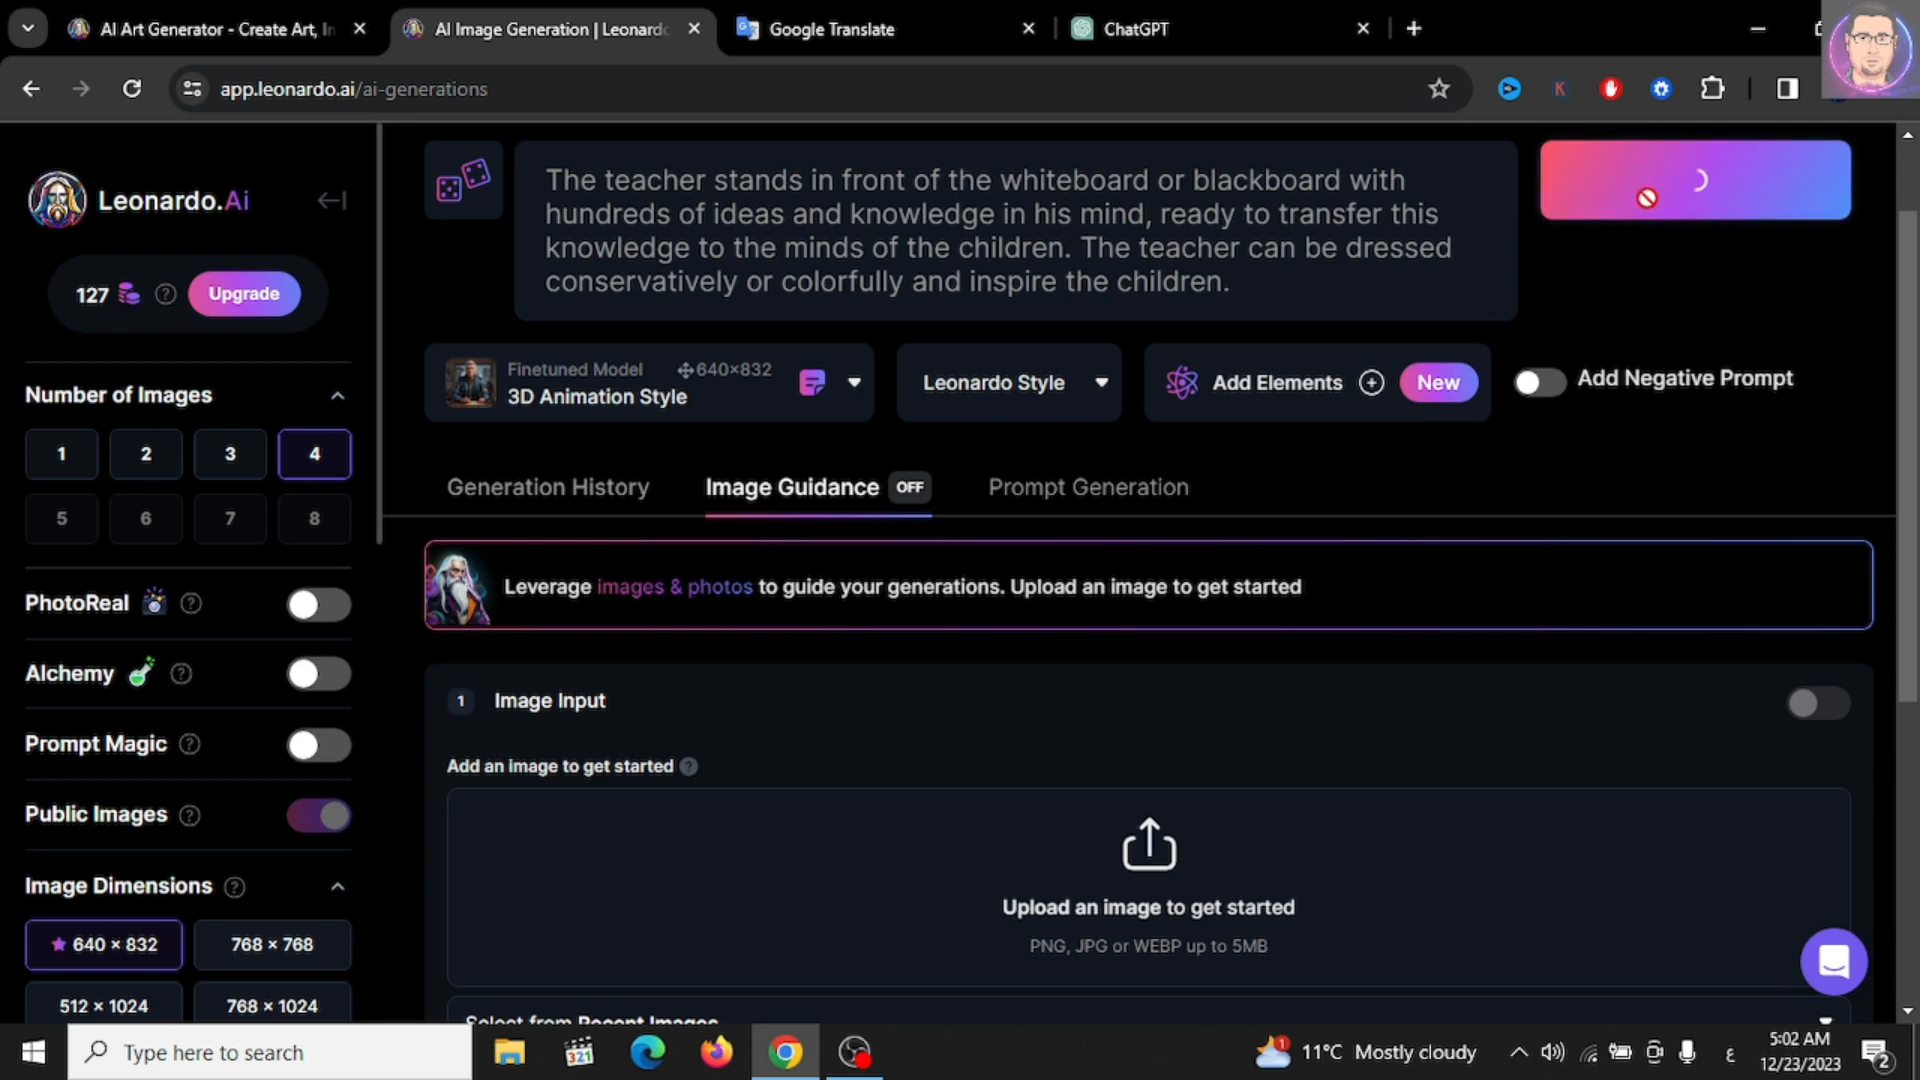 AI Art Generator - Create Art, In
AI Image Generation | Leonardo
Google Translate
ChatGPT
app.leonardo.ai/ai-generations
K
Leonardo.Ai
127
?
Upgrade
The teacher stands in front of the whiteboard or blackboard with
hundreds of ideas and knowledge in his mind, ready to transfer this
knowledge to the minds of the children. The teacher can be dressed
conservatively or colorfully and inspire the children.
Finetuned Model
640×832
3D Animation Style
Leonardo Style
Add Elements
New
Add Negative Prompt
Number of Images
1
2
3
4
5
6
7
8
Generation History
Image Guidance
OFF
Prompt Generation
Leverage images & photos to guide your generations. Upload an image to get started
PhotoReal
?
Alchemy
?
Prompt Magic
?
Public Images
?
Image Dimensions
?
640 × 832
768 × 768
512 × 1024
768 × 1024
1
Image Input
Add an image to get started
?
Upload an image to get started
PNG, JPG or WEBP up to 5MB
Select from Recent Images
Type here to search
321
1
11°C
Mostly cloudy
ع
5:02 AM
12/23/2023
2